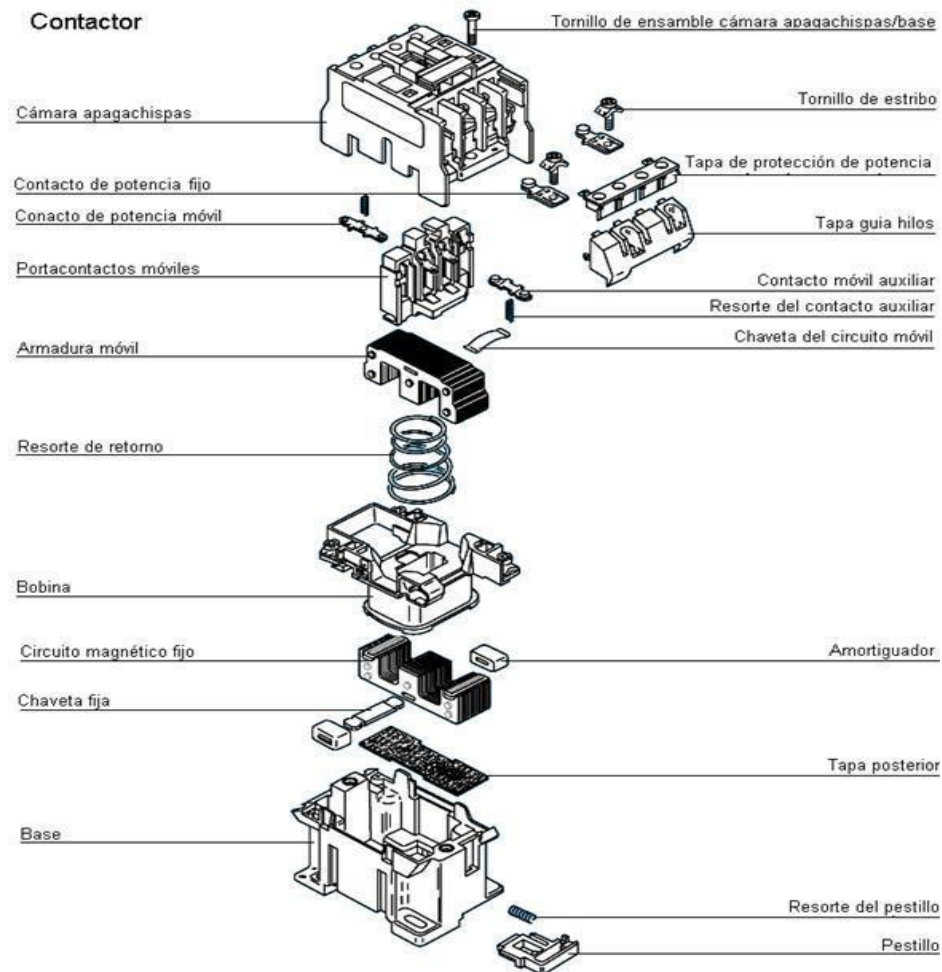 Contactor
Tornillo de ensamble cámara apagachispas/base
Cámara apagachispas
Tornillo de estribo
Tapa de protección de potencia
Contacto de potencia fijo
Conacto de potencia móvil
Tapa guia hilos
Portacontactos móviles
Contacto móvil auxiliar
Resorte del contacto auxiliar
Chaveta del circuito móvil
Armadura móvil
Resorte de retorno
Bobina
Circuito magnético fijo
Amortiguador
Chaveta fija
Tapa posterior
Base
Resorte del pestillo
Pestillo